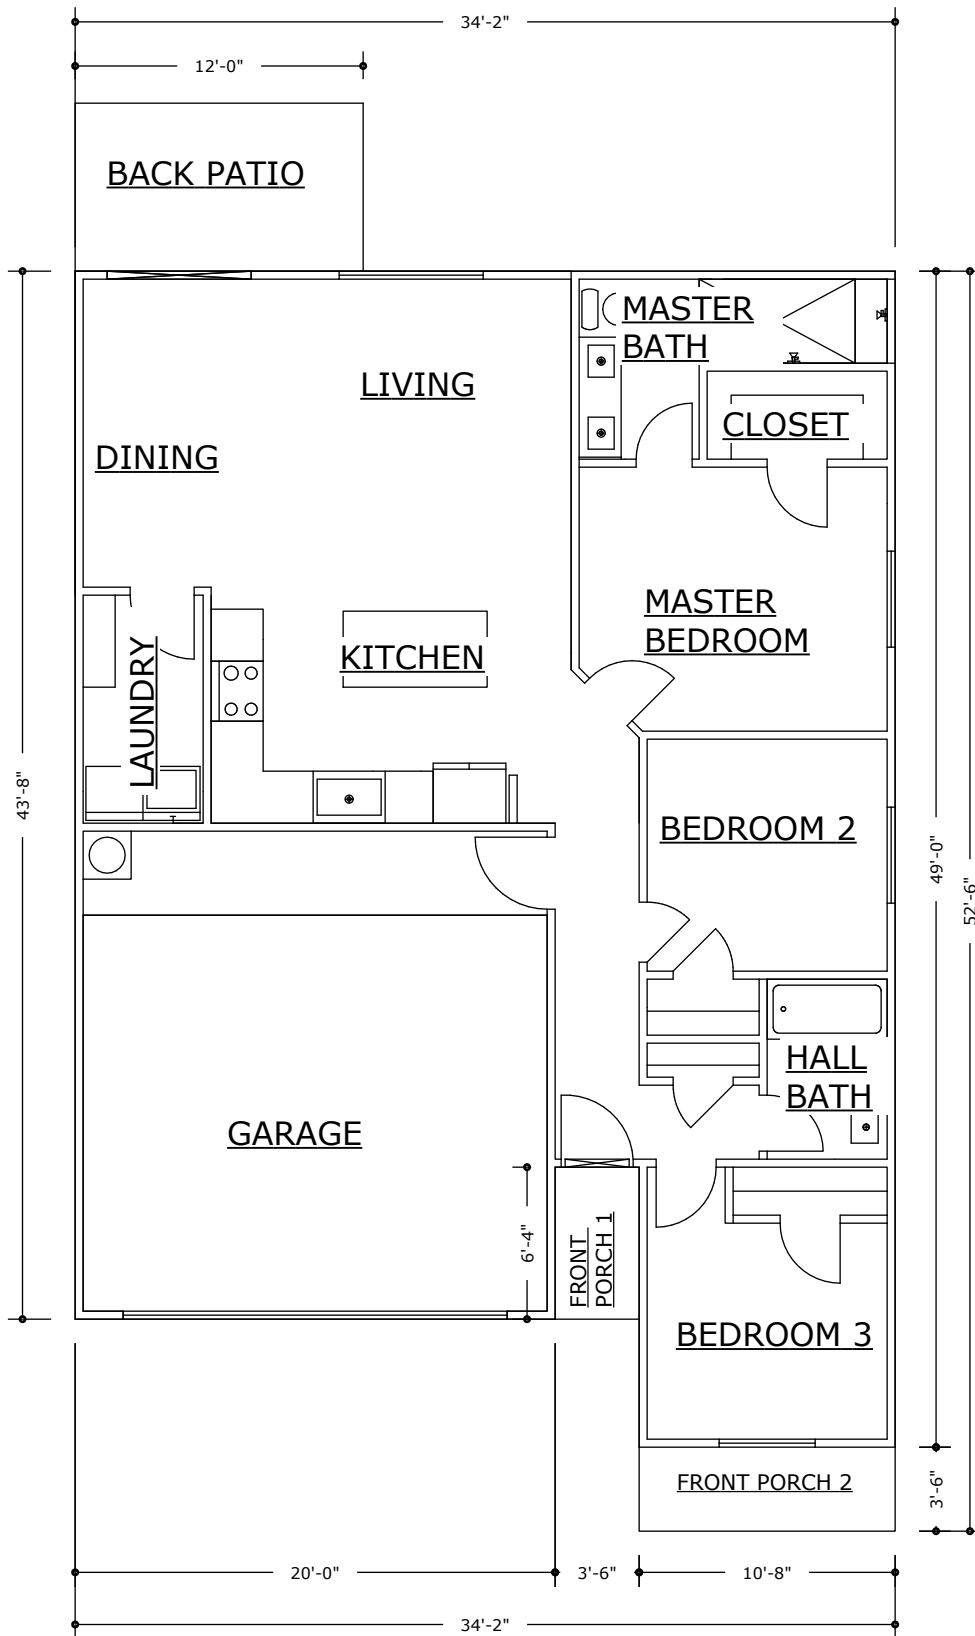 34'-2"
12'-0"
BACK PATIO
MASTER
BATH
LIVING
CLOSET
DINING
MASTER
BEDROOM
KITCHEN
LAUNDRY
43'-8"
BEDROOM 2
49'-0"
52'-6"
HALL
BATH
GARAGE
6'-4"
FRONT
PORCH 1
BEDROOM 3
FRONT PORCH 2
3'-6"
20'-0"
3'-6"
10'-8"
34'-2"